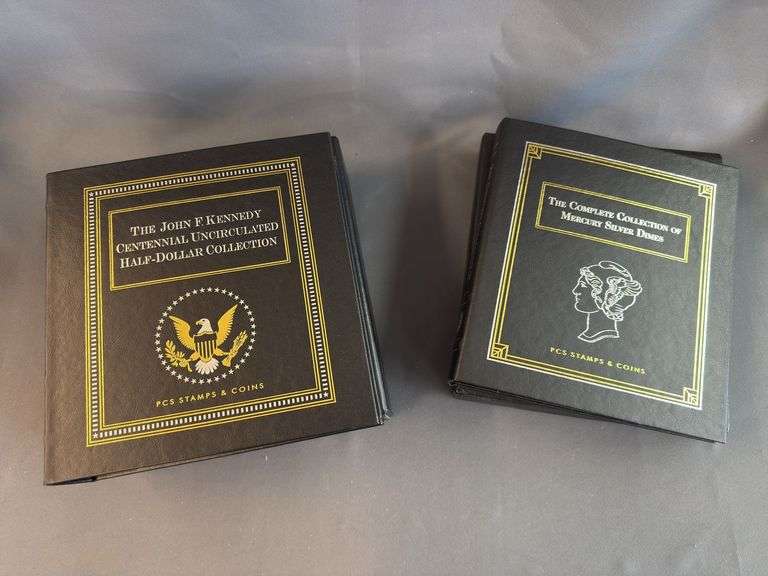 THE JOHN F. KENNEDY
CENTENNIAL UNCIRCULATED
HALF-DOLLAR COLLECTION
PCS STAMPS & COINS
THE COMPLETE COLLECTION OF
MERCURY SILVER DIMES
PCS STAMPS & COINS